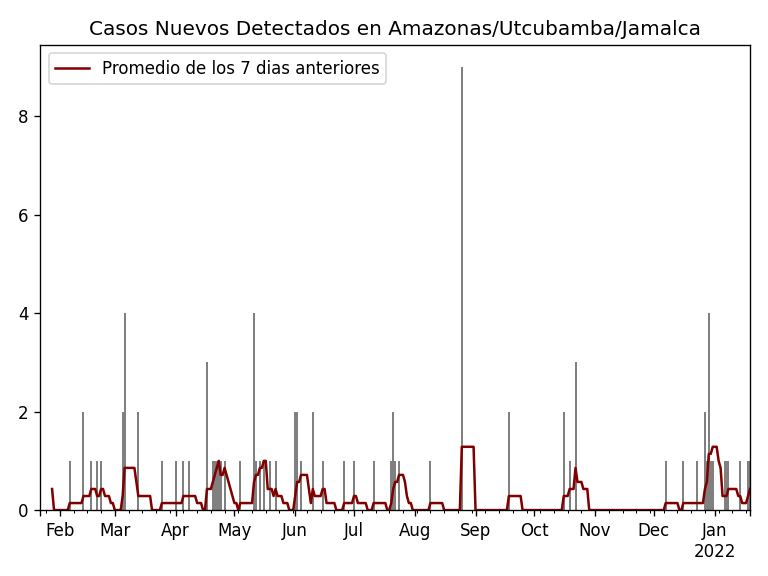 Casos Nuevos Detectados en Amazonas/Utcubamba/Jamalca
Promedio de los 7 dias anteriores
8
6
4
2
0
Feb Mar Apr May Jun Jul Aug Sep Oct Nov Dec Jan
2022